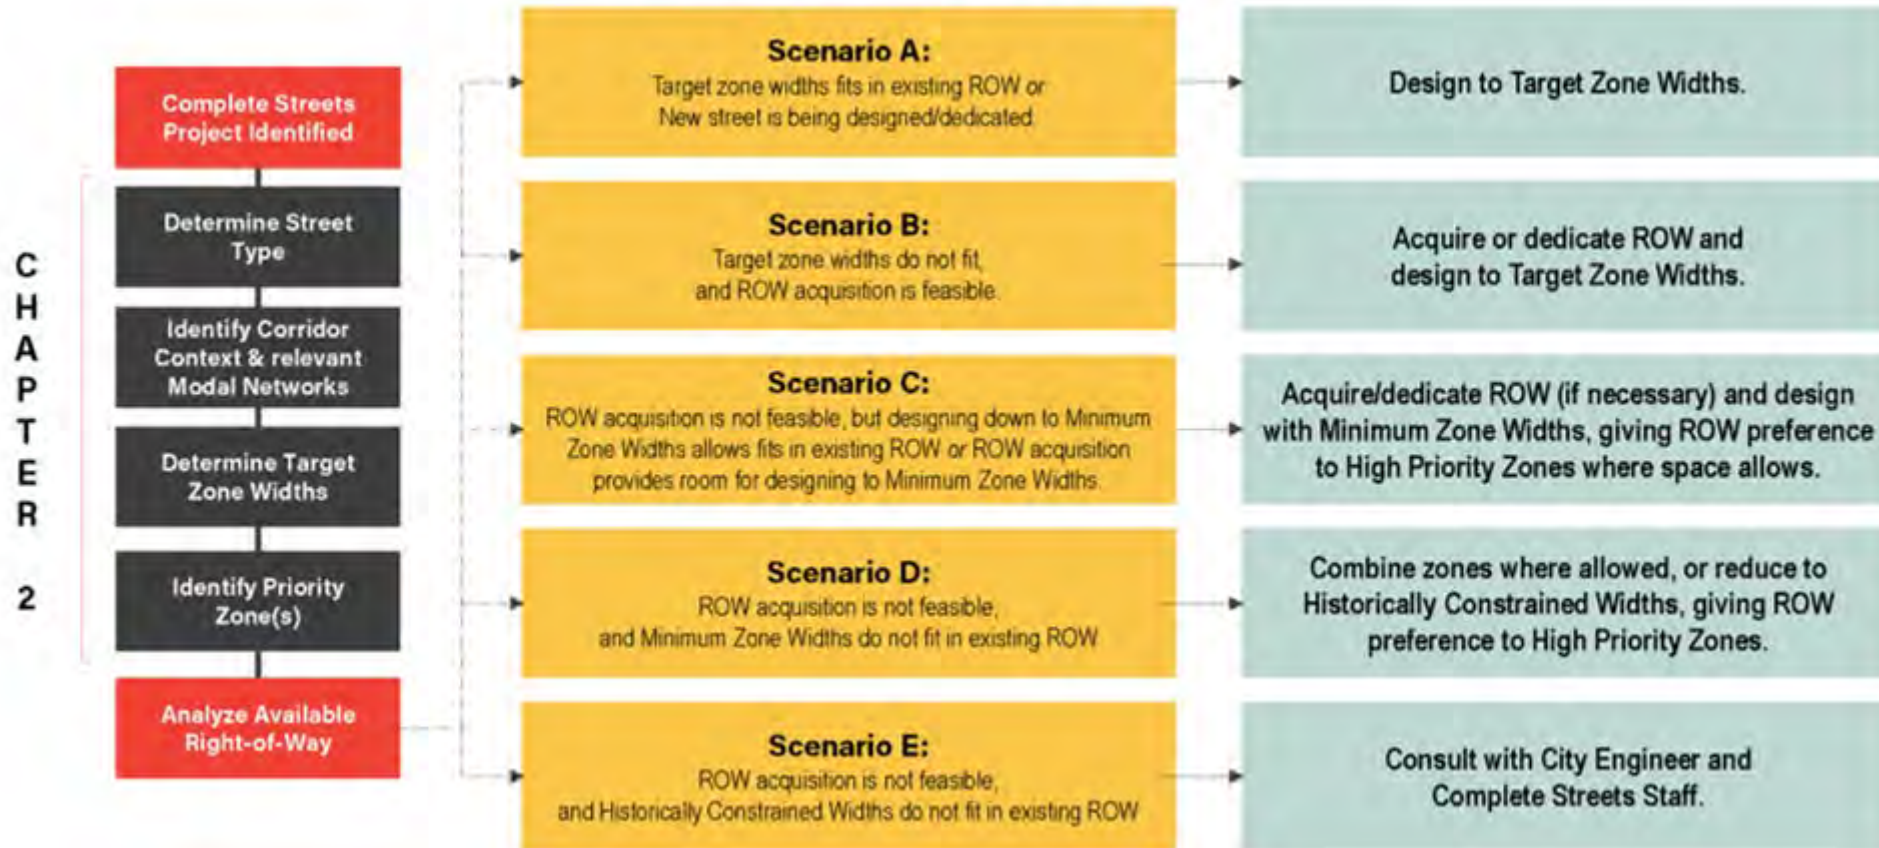 CHAPTER 2
Complete Streets
Project Identified
Determine Street
Type
Identify Corridor
Context & relevant
Modal Networks
Determine Target
Zone Widths
Identify Priority
Zone(s)
Analyze Available
Right-of-Way
Scenario A:
Target zone widths fits in existing ROW or
New street is being designed/dedicated.
Design to Target Zone Widths.
Scenario B:
Target zone widths do not fit,
and ROW acquisition is feasible.
Acquire or dedicate ROW and
design to Target Zone Widths.
Scenario C:
ROW acquisition is not feasible, but designing down to Minimum
Zone Widths allows fits in existing ROW or ROW acquisition
provides room for designing to Minimum Zone Widths.
Acquire/dedicate ROW (if necessary) and design
with Minimum Zone Widths, giving ROW preference
to High Priority Zones where space allows.
Scenario D:
ROW acquisition is not feasible,
and Minimum Zone Widths do not fit in existing ROW
Combine zones where allowed, or reduce to
Historically Constrained Widths, giving ROW
preference to High Priority Zones.
Scenario E:
ROW acquisition is not feasible,
and Historically Constrained Widths do not fit in existing ROW
Consult with City Engineer and
Complete Streets Staff.